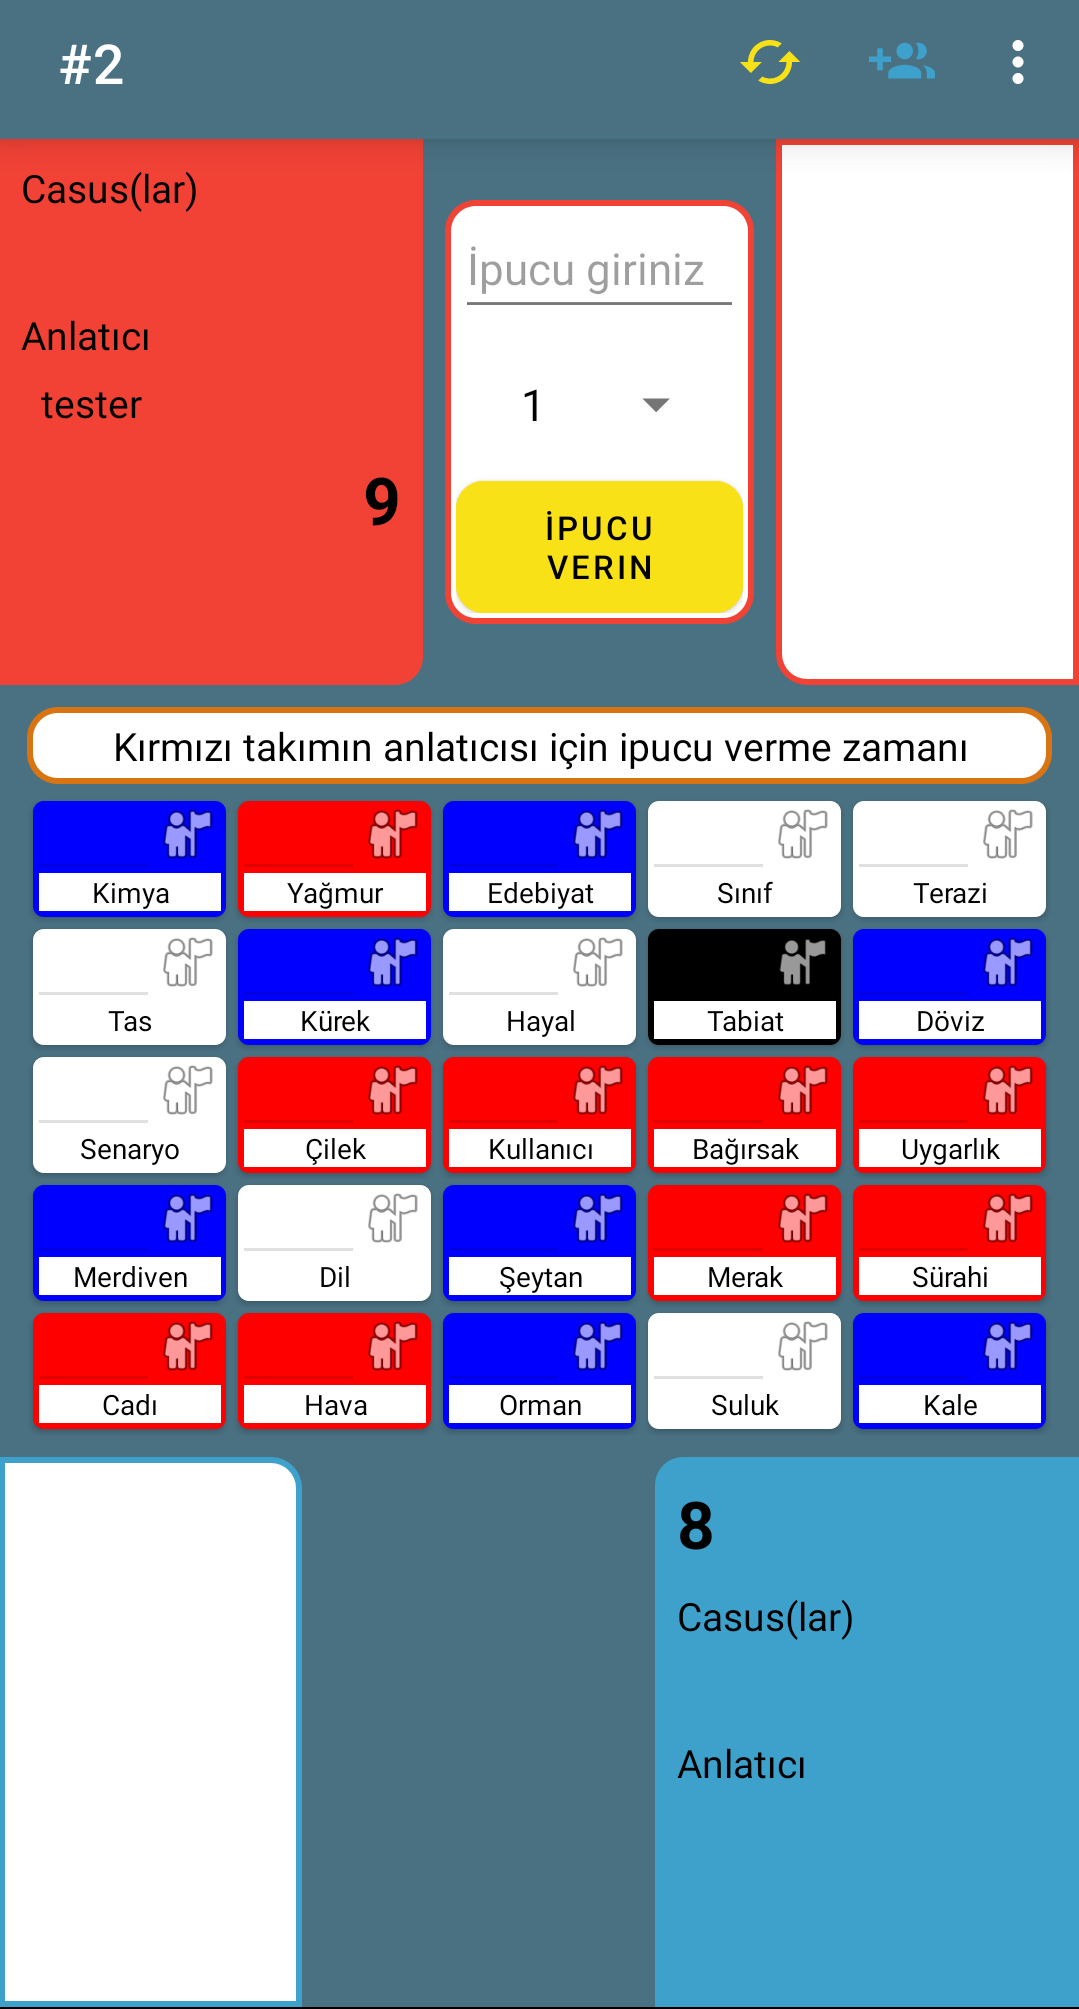 #2
Casus(lar)
Anlatıcı
tester
9
İpucu giriniz
1
İPUCU
VERIN
Kırmızı takımın anlatıcısı için ipucu verme zamanı
Kimya
Yağmur
Edebiyat
Sınıf
Terazi
Tas
Kürek
Hayal
Tabiat
Döviz
Senaryo
Çilek
Kullanıcı
Bağırsak
Uygarlık
Merdiven
Dil
Şeytan
Merak
Sürahi
Cadı
Hava
Orman
Suluk
Kale
8
Casus(lar)
Anlatıcı